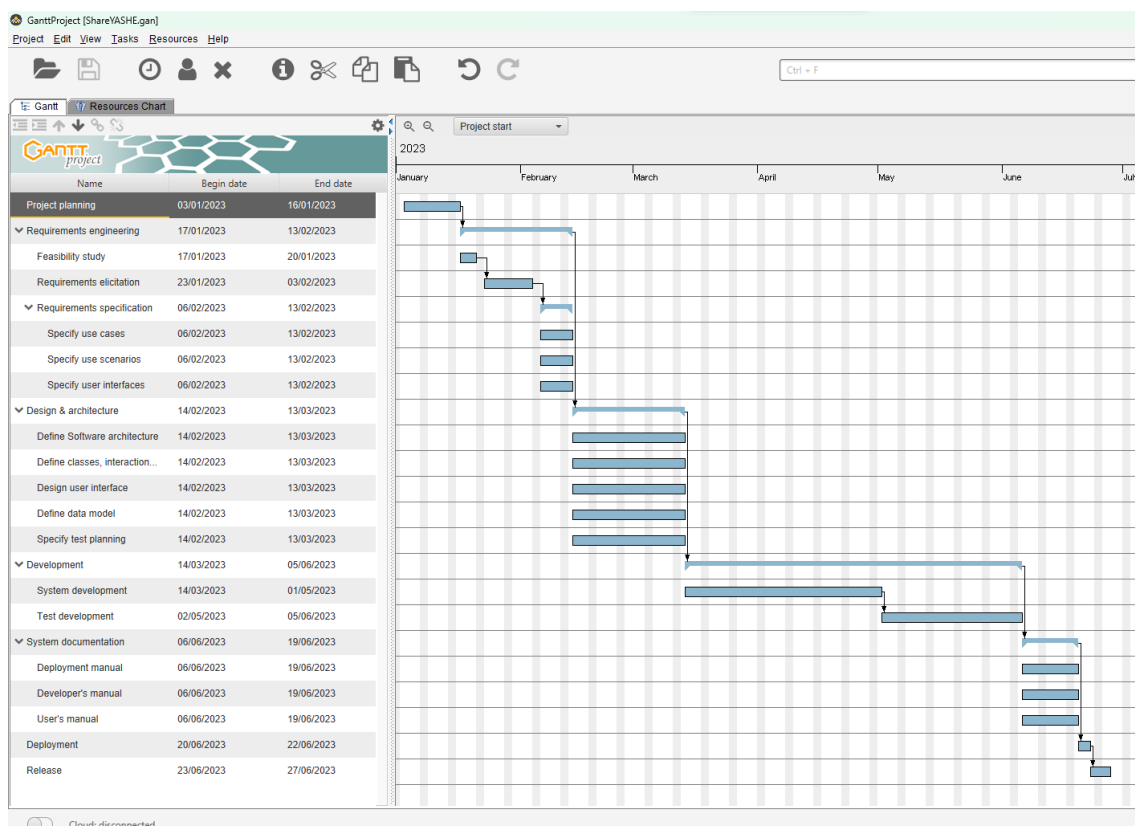 GanttProject [ShareYASHE.gan]
Project Edit View Tasks Resources Help
Ctrl + F
Gantt Resources Chart
GANTT project
Project start
2023
Name Begin date End date
January February March April May June Jul
Project planning 03/01/2023 16/01/2023
Requirements engineering 17/01/2023 13/02/2023
Feasibility study 17/01/2023 20/01/2023
Requirements elicitation 23/01/2023 03/02/2023
Requirements specification 06/02/2023 13/02/2023
Specify use cases 06/02/2023 13/02/2023
Specify use scenarios 06/02/2023 13/02/2023
Specify user interfaces 06/02/2023 13/02/2023
Design & architecture 14/02/2023 13/03/2023
Define Software architecture 14/02/2023 13/03/2023
Define classes, interaction... 14/02/2023 13/03/2023
Design user interface 14/02/2023 13/03/2023
Define data model 14/02/2023 13/03/2023
Specify test planning 14/02/2023 13/03/2023
Development 14/03/2023 05/06/2023
System development 14/03/2023 01/05/2023
Test development 02/05/2023 05/06/2023
System documentation 06/06/2023 19/06/2023
Deployment manual 06/06/2023 19/06/2023
Developer's manual 06/06/2023 19/06/2023
User's manual 06/06/2023 19/06/2023
Deployment 20/06/2023 22/06/2023
Release 23/06/2023 27/06/2023
Cloud: disconnected